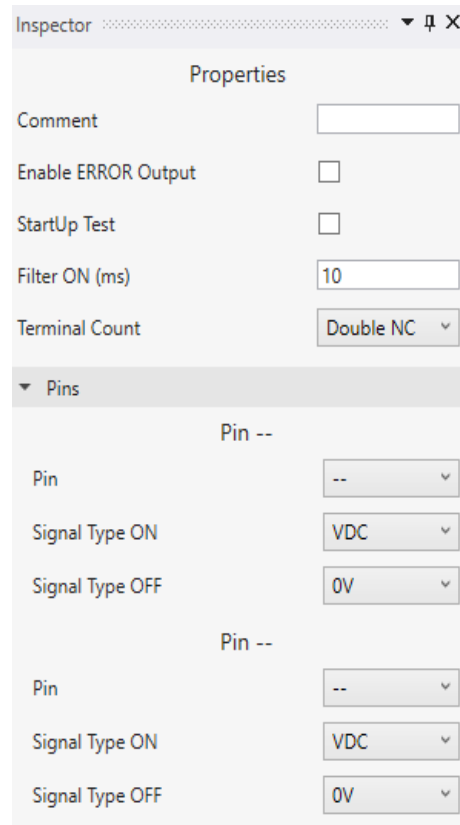 Inspector
Properties
Comment
Enable ERROR Output
StartUp Test
Filter ON (ms) 10
Terminal Count Double NC
Pins
Pin --
Pin --
Signal Type ON VDC
Signal Type OFF 0V
Pin --
Pin --
Signal Type ON VDC
Signal Type OFF 0V